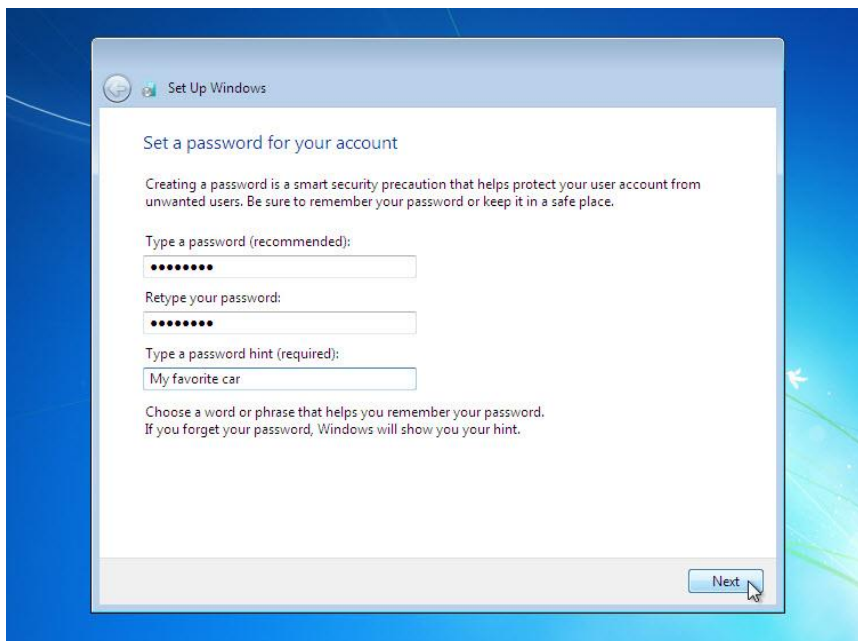 Set Up Windows
Set a password for your account
Creating a password is a smart security precaution that helps protect your user account from
unwanted users. Be sure to remember your password or keep it in a safe place.
Type a password (recommended):
••••••••
Retype your password:
••••••••
Type a password hint (required):
My favorite car
Choose a word or phrase that helps you remember your password.
If you forget your password, Windows will show you your hint.
Next